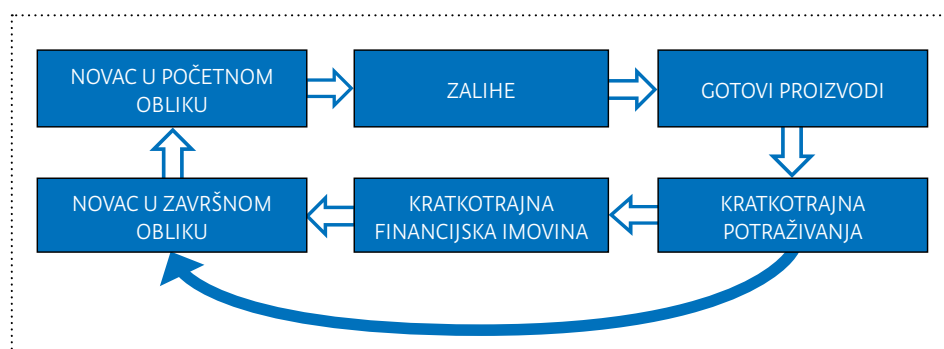 NOVAC U POČETNOM
OBLIKU
ZALIHE
GOTOVI PROIZVODI
NOVAC U ZAVRŠNOM
OBLIKU
KRATKOTRAJNA
FINANCIJSKA IMOVINA
KRATKOTRAJNA
POTRAŽIVANJA